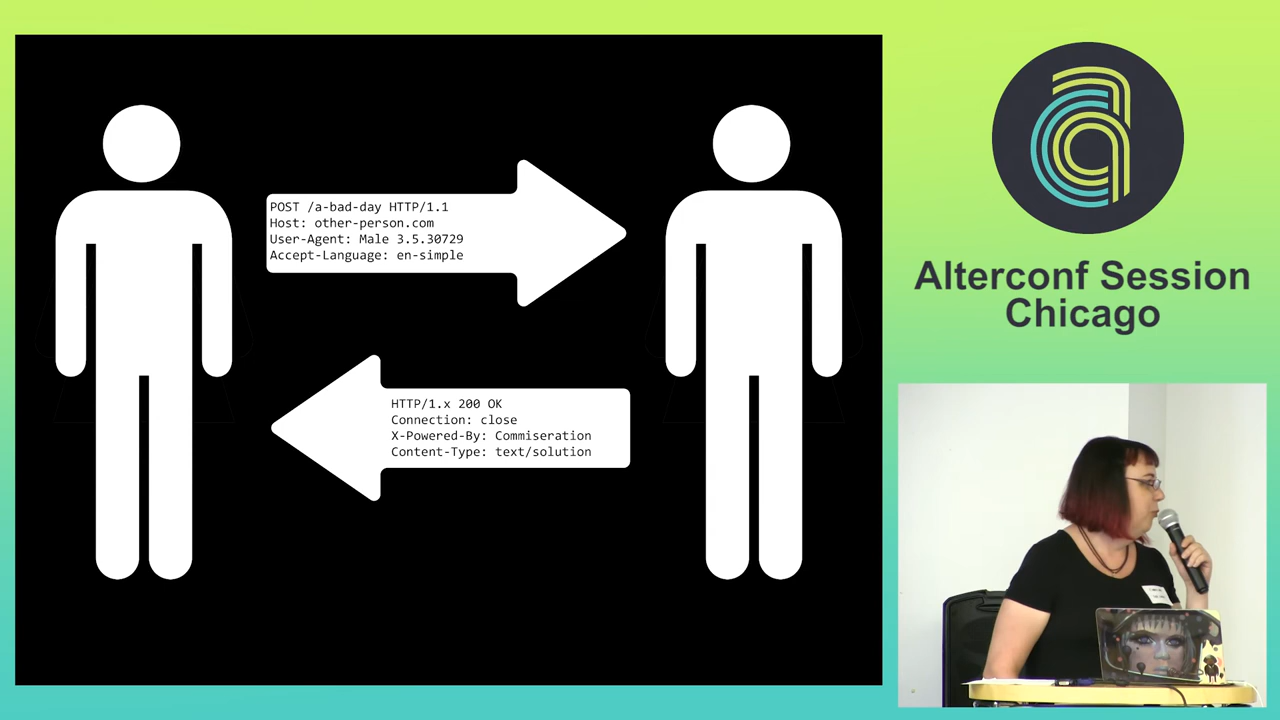 POST /a-bad-day HTTP/1.1
Host: other-person.com
User-Agent: Male 3.5.30729
Accept-Language: en-simple
HTTP/1.x 200 OK
Connection: close
X-Powered-By: Commiseration
Content-Type: text/solution
Alterconf Session
Chicago